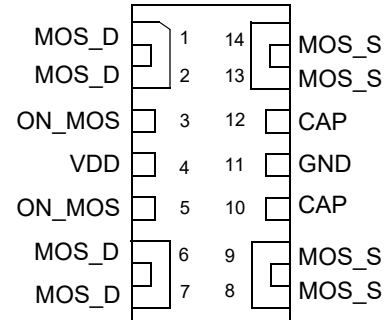 MOS_D 1 14 MOS_S
MOS_D 2 13 MOS_S
ON_MOS 3 12 CAP
VDD 4 11 GND
ON_MOS 5 10 CAP
MOS_D 6 9 MOS_S
MOS_D 7 8 MOS_S